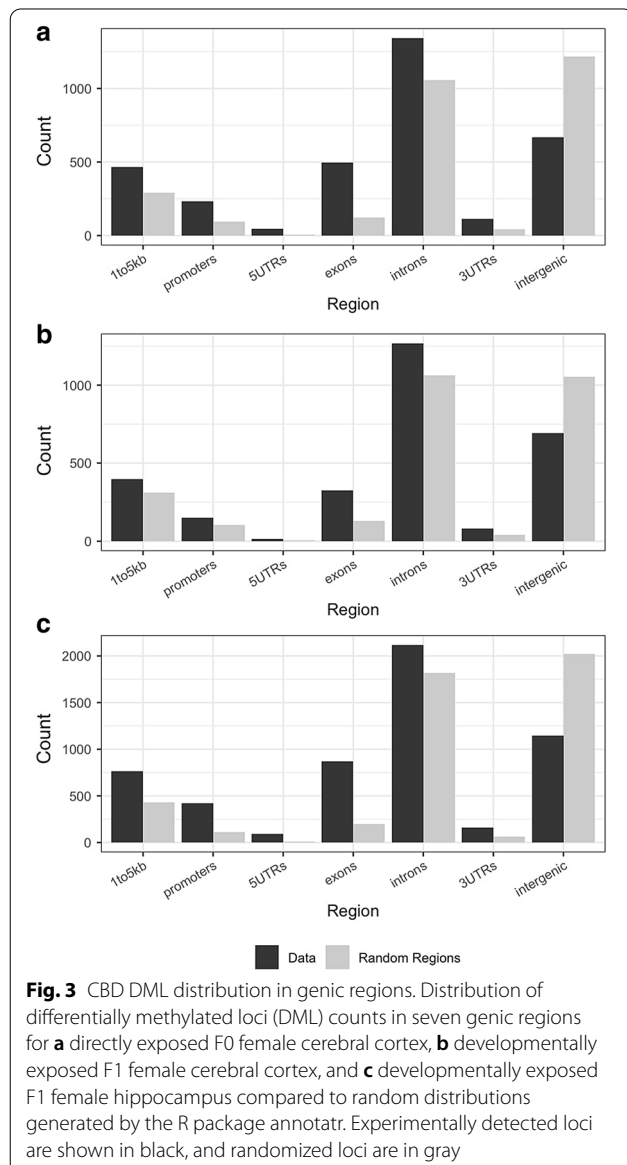 a
1000
500
0
Count
1to5kb
promoters
5UTRs
exons
introns
3UTRs
intergenic
Region
b
1000
500
0
Count
1to5kb
promoters
5UTRs
exons
introns
3UTRs
intergenic
Region
c
2000
1500
1000
500
0
Count
1to5kb
promoters
5UTRs
exons
introns
3UTRs
intergenic
Region
Data Random Regions
Fig. 3 CBD DML distribution in genic regions. Distribution of
differentially methylated loci (DML) counts in seven genic regions
for a directly exposed F0 female cerebral cortex, b developmentally
exposed F1 female cerebral cortex, and c developmentally exposed
F1 female hippocampus compared to random distributions
generated by the R package annotatr. Experimentally detected loci
are shown in black, and randomized loci are in gray